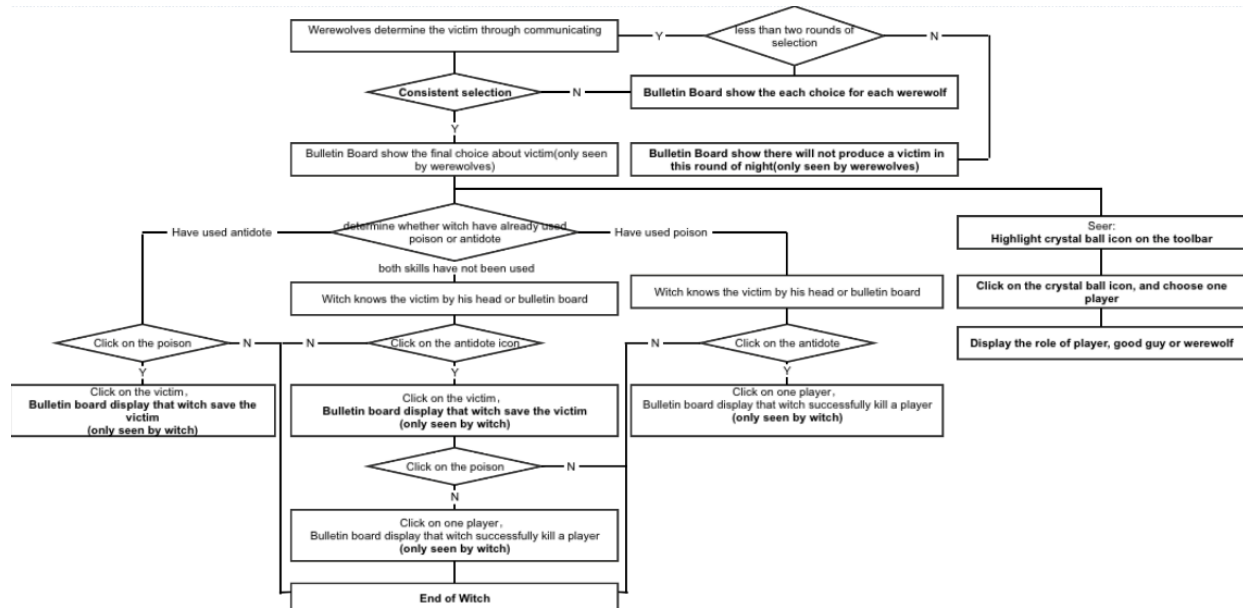 Werewolves determine the victim through communicating
Y
less than two rounds of
selection
N
Consistent selection
N
Bulletin Board show the each choice for each werewolf
Y
Bulletin Board show the final choice about victim(only seen
by werewolves)
Bulletin Board show there will not produce a victim in
this round of night(only seen by werewolves)
determine whether witch have already used
poison or antidote
Have used antidote
Have used poison
both skills have not been used
Seer:
Highlight crystal ball icon on the toolbar
Witch knows the victim by his head or bulletin board
Witch knows the victim by his head or bulletin board
Click on the crystal ball icon, and choose one
player
Click on the poison
N
N
Click on the antidote icon
N
Click on the antidote
Display the role of player, good guy or werewolf
Y
Y
Y
Click on the victim,
Bulletin board display that witch save the
victim
(only seen by witch)
Click on the victim,
Bulletin board display that witch save the victim
(only seen by witch)
Click on one player,
Bulletin board display that witch successfully kill a player
(only seen by witch)
Click on the poison
N
N
Click on one player,
Bulletin board display that witch successfully kill a player
(only seen by witch)
End of Witch